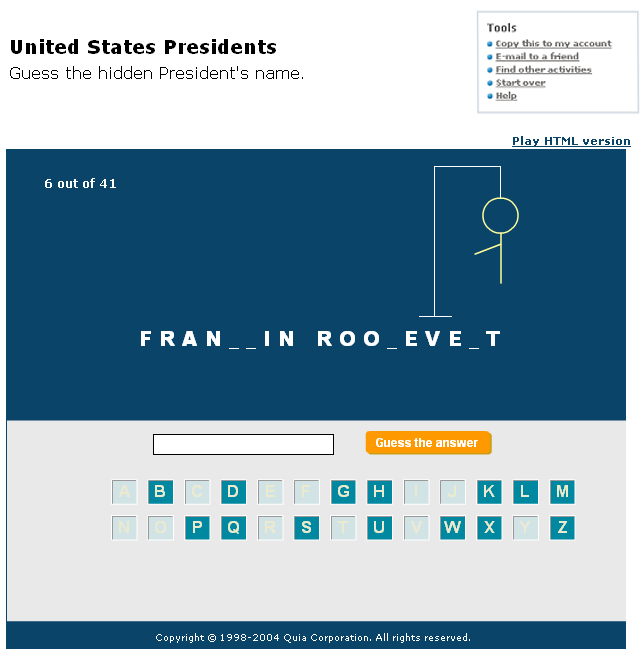 United States Presidents
Guess the hidden President's name.
Tools
Copy this to my account
E-mail to a friend
Find other activities
Start over
Help
Play HTML version
6 out of 41
FRAN__IN ROO_EVE_T
Guess the answer
A B C D E F G H I J K L M
N O P Q R S T U V W X Y Z
Copyright © 1998-2004 Quia Corporation. All rights reserved.